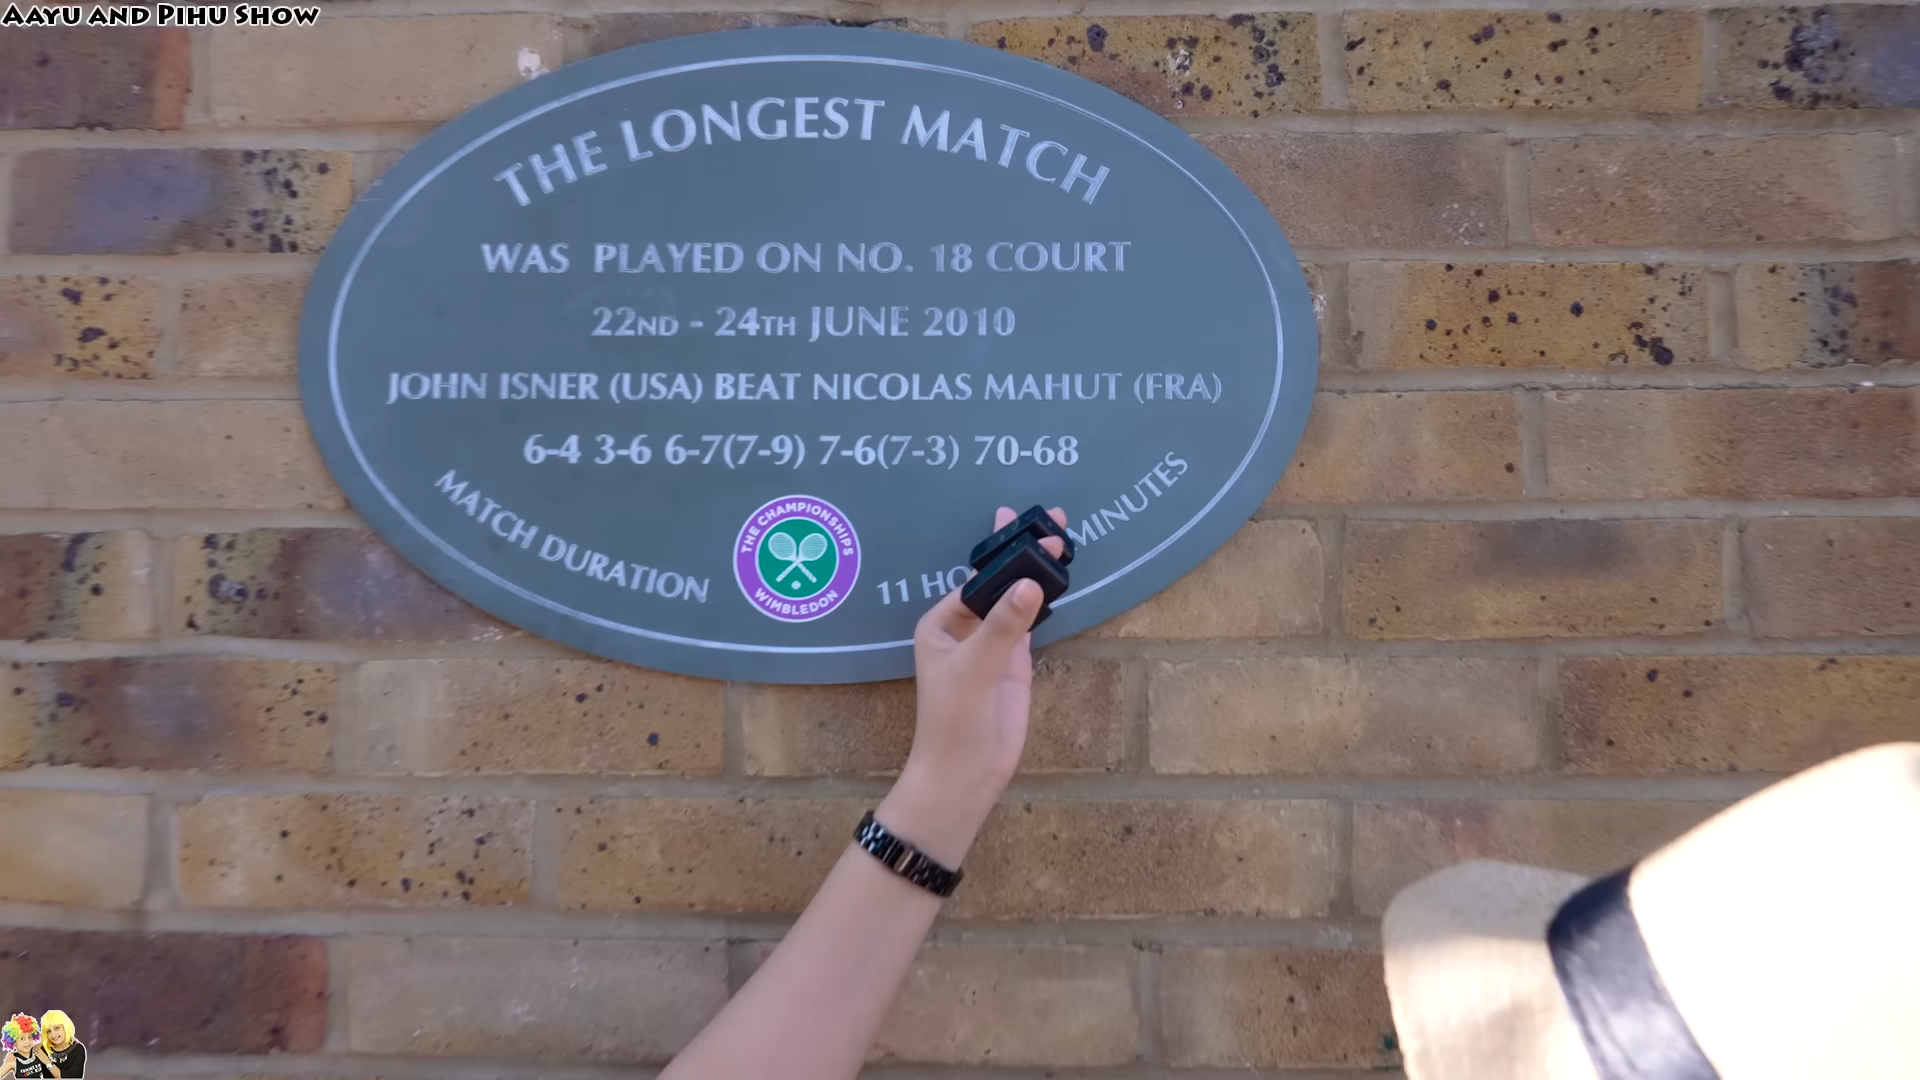 AAYU AND PIHU SHOW
THE LONGEST MATCH
WAS PLAYED ON NO. 18 COURT
22ND - 24TH JUNE 2010
JOHN ISNER (USA) BEAT NICOLAS MAHUT (FRA)
6-4 3-6 6-7(7-9) 7-6(7-3) 70-68
MATCH DURATION
THE CHAMPIONSHIPS
WIMBLEDON
11 HO
MINUTES